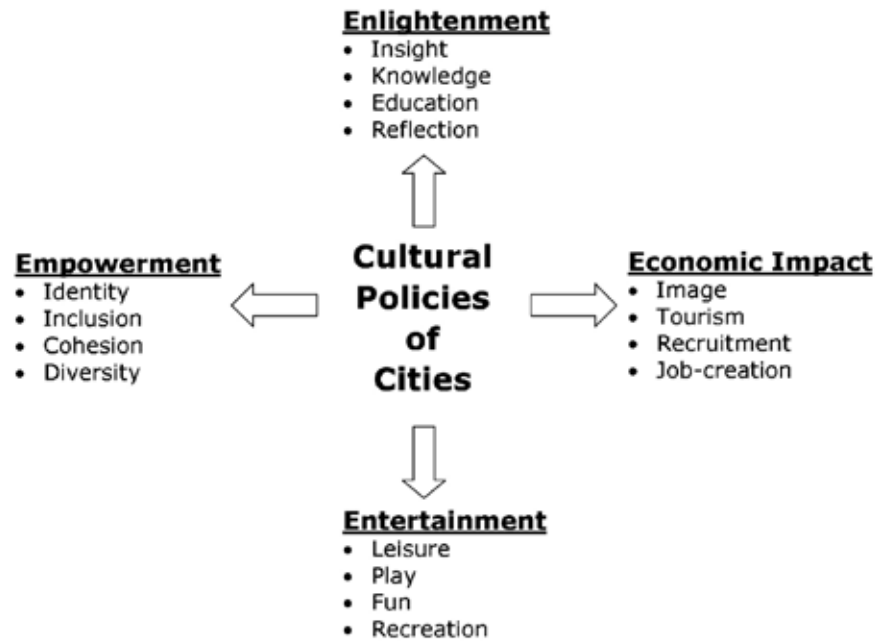 Enlightenment
• Insight
• Knowledge
• Education
• Reflection
Empowerment
• Identity
• Inclusion
• Cohesion
• Diversity
Cultural
Policies
of
Cities
Economic Impact
• Image
• Tourism
• Recruitment
• Job-creation
Entertainment
• Leisure
• Play
• Fun
• Recreation